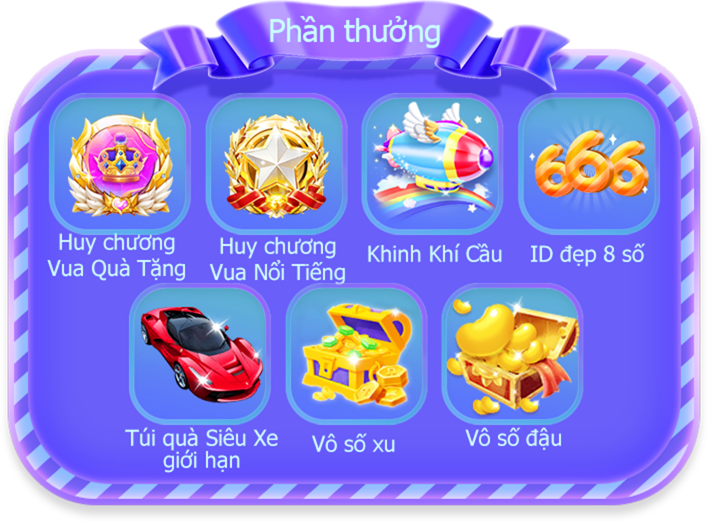 Phần thưởng
666
Huy chương
Vua Quà Tặng
Huy chương
Vua Nổi Tiếng
Khinh Khí Cầu
ID đẹp 8 số
Túi quà Siêu Xe
giới hạn
Vô số xu
Vô số đậu